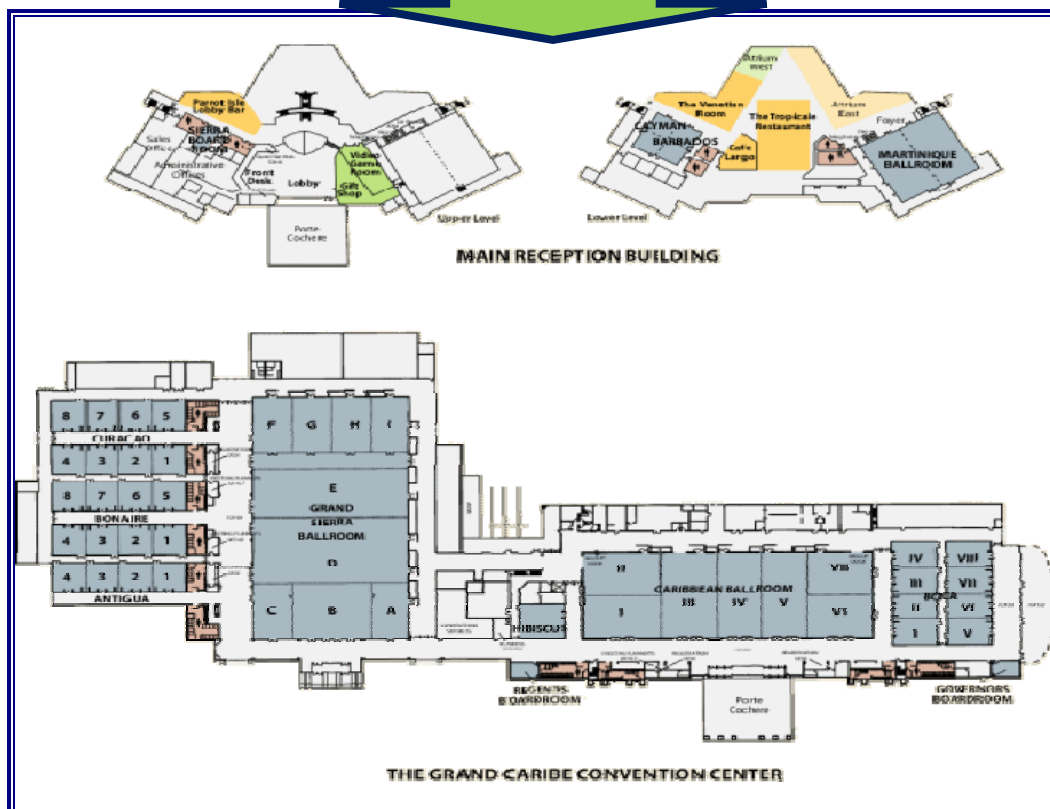 Parrot Isle
Lobby Bar
SIERRA
BOARD
ROOM
Sales
Offices
Administrative
Offices
Front
Desk
Lobby
Video
Game
Room
Gift
Shop
Porte
Cochere
Upper Level
Atrium
West
The Venetian
Room
The Tropicale
Restaurant
Atrium
East
Foyer
CAYMAN
BARBADOS
Cafe
Largo
MARTINIQUE
BALLROOM
Lower Level
MAIN RECEPTION BUILDING
8 7 6 5
CURACAO
4 3 2 1
8 7 6 5
BONAIRE
4 3 2 1
4 3 2 1
ANTIGUA
F G H I
E
GRAND
SIERRA
BALLROOM
D
C B A
HIBISCUS
II
VIII
CARIBBEAN BALLROOM
I III IV V VI
IV VIII
III VII
BOCA
II VI
I V
REGENTS
BOARDROOM
GOVERNORS
BOARDROOM
Porte
Cochere
THE GRAND CARIBE CONVENTION CENTER